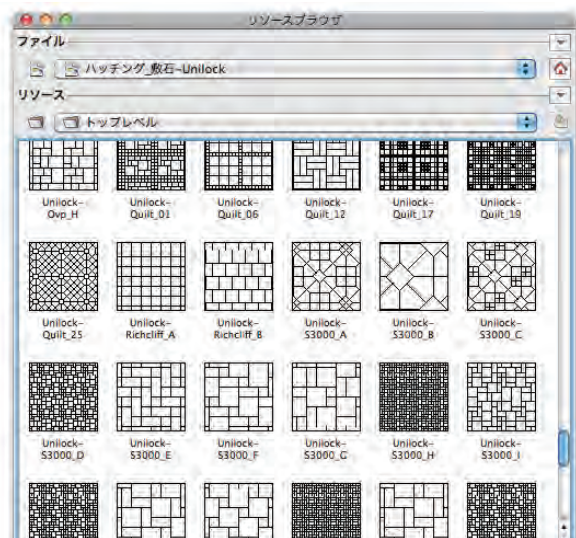 リソースブラウザ
ファイル
ハッチング_敷石-Unilock
リソース
トップレベル
Unilock-Ovp_H
Unilock-Quilt_01
Unilock-Quilt_06
Unilock-Quilt_12
Unilock-Quilt_17
Unilock-Quilt_19
Unilock-Quilt_25
Unilock-Richcliff_A
Unilock-Richcliff_B
Unilock-S3000_A
Unilock-S3000_B
Unilock-S3000_C
Unilock-S3000_D
Unilock-S3000_E
Unilock-S3000_F
Unilock-S3000_G
Unilock-S3000_H
Unilock-S3000_I